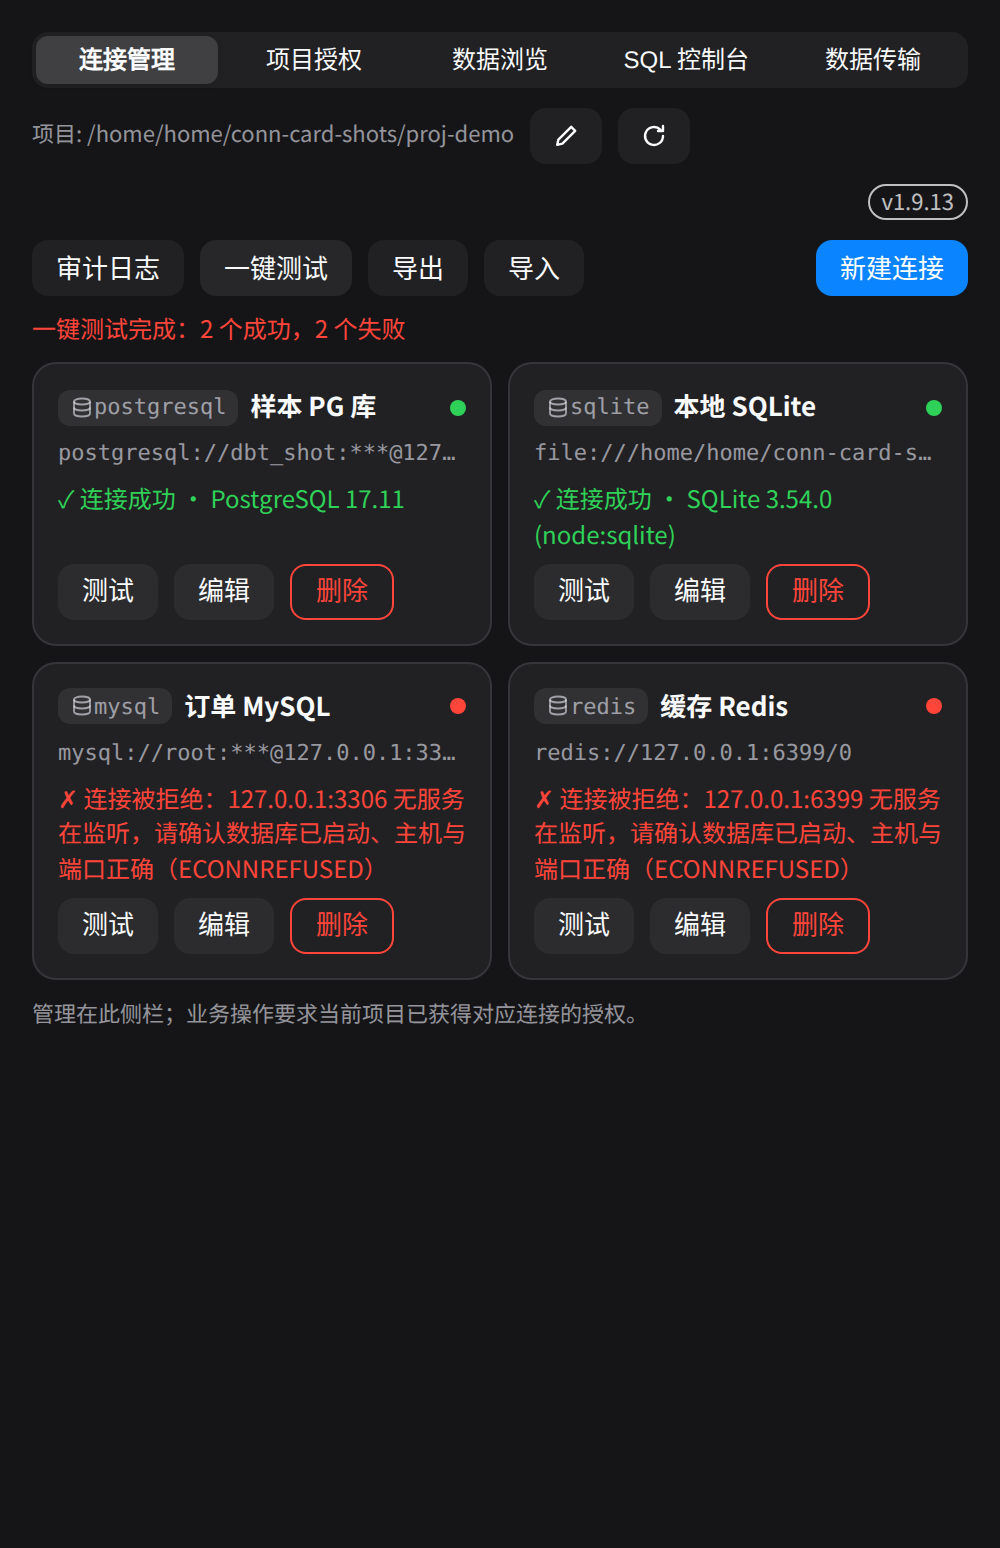 连接管理 项目授权 数据浏览 SQL 控制台 数据传输
项目: /home/home/conn-card-shots/proj-demo
v1.9.13
审计日志 一键测试 导出 导入 新建连接
一键测试完成：2 个成功，2 个失败
postgresql 样本 PG 库
postgresql://dbt_shot:***@127…
✓ 连接成功 · PostgreSQL 17.11
测试 编辑 删除
sqlite 本地 SQLite
file:///home/home/conn-card-s…
✓ 连接成功 · SQLite 3.54.0
(node:sqlite)
测试 编辑 删除
mysql 订单 MySQL
mysql://root:***@127.0.0.1:33…
✗ 连接被拒绝：127.0.0.1:3306 无服务
在监听，请确认数据库已启动、主机与
端口正确（ECONNREFUSED）
测试 编辑 删除
redis 缓存 Redis
redis://127.0.0.1:6399/0
✗ 连接被拒绝：127.0.0.1:6399 无服务
在监听，请确认数据库已启动、主机与
端口正确（ECONNREFUSED）
测试 编辑 删除
管理在此侧栏；业务操作要求当前项目已获得对应连接的授权。